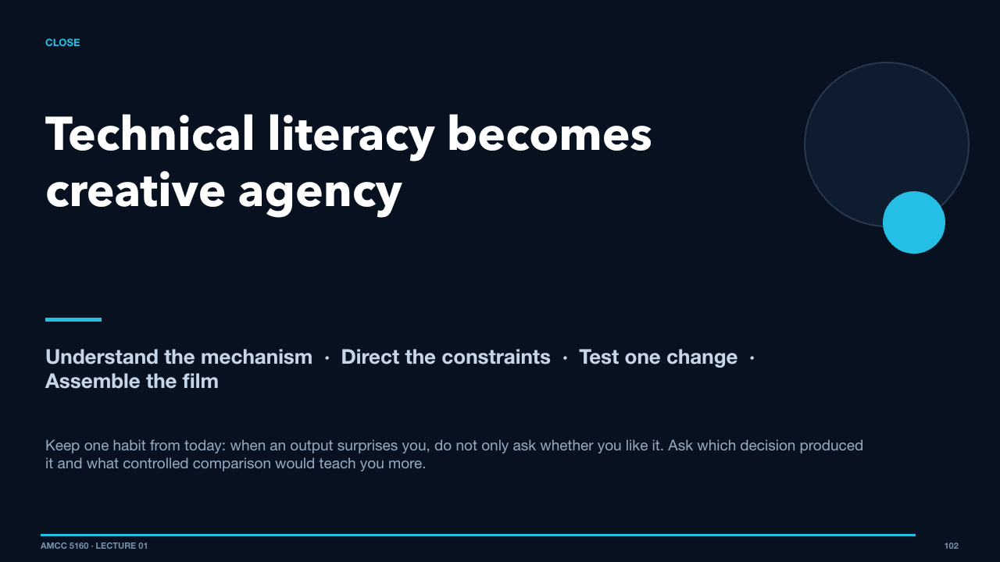 CLOSE
Technical literacy becomes
creative agency
Understand the mechanism · Direct the constraints · Test one change ·
Assemble the film
Keep one habit from today: when an output surprises you, do not only ask whether you like it. Ask which decision produced
it and what controlled comparison would teach you more.
AMCC 5160 · LECTURE 01
102